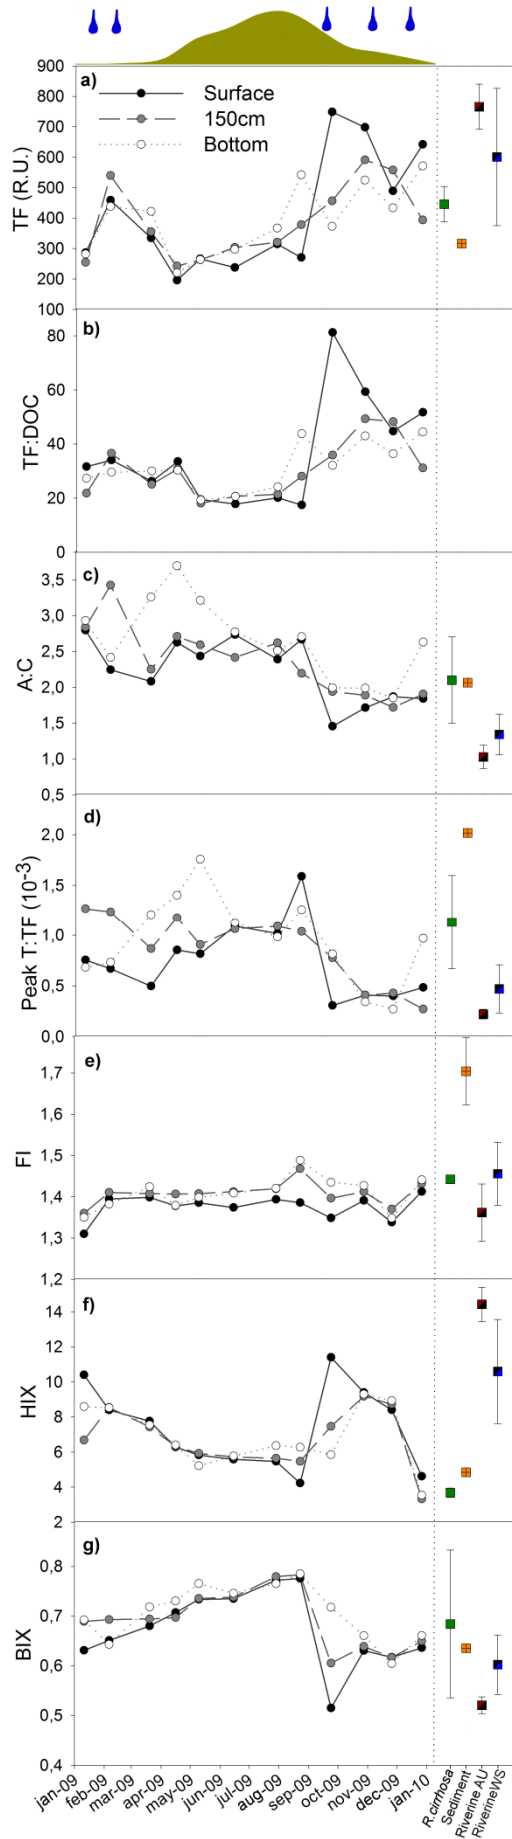 900
a)
Surface
800
150cm
700
Bottom
600
500
400
300
200
100
TF (R.U.)
b)
80
60
40
20
0
TF:DOC
c)
3,5
3,0
2,5
2,0
1,5
1,0
0,5
A:C
d)
2,0
1,5
1,0
0,5
0,0
Peak T:TF (10-3)
e)
1,7
1,6
1,5
1,4
1,3
1,2
FI
f)
14
12
10
8
6
4
2
HIX
g)
0,8
0,7
0,6
0,5
0,4
BIX
jan-09
feb-09
mar-09
apr-09
may-09
jun-09
jul-09
aug-09
sep-09
oct-09
nov-09
dec-09
jan-10
R.cirrhosa
Sediment
Riverine AU
RiverineWS